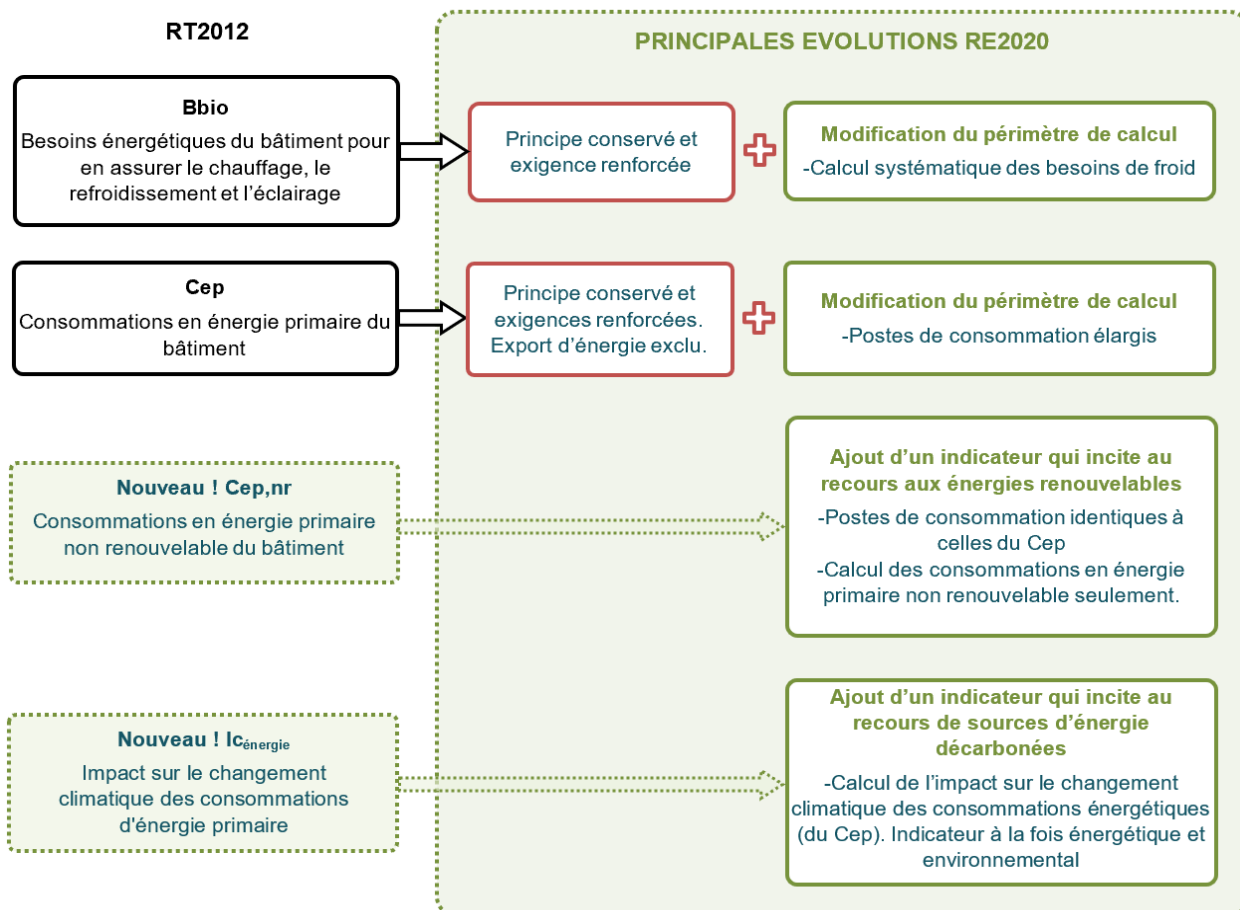 RT2012
PRINCIPALES EVOLUTIONS RE2020
Bbio
Besoins énergétiques du bâtiment pour
en assurer le chauffage, le
refroidissement et l'éclairage
Principe conservé et
exigence renforcée
Modification du périmètre de calcul
-Calcul systématique des besoins de froid
Cep
Consommations en énergie primaire du
bâtiment
Principe conservé et
exigences renforcées.
Export d'énergie exclu.
Modification du périmètre de calcul
-Postes de consommation élargis
Nouveau ! Cep,nr
Consommations en énergie primaire
non renouvelable du bâtiment
Ajout d'un indicateur qui incite au
recours aux énergies renouvelables
-Postes de consommation identiques à
celles du Cep
-Calcul des consommations en énergie
primaire non renouvelable seulement.
Nouveau ! Ic énergie
Impact sur le changement
climatique des consommations
d'énergie primaire
Ajout d'un indicateur qui incite au
recours de sources d'énergie
décarbonées
-Calcul de l'impact sur le changement
climatique des consommations énergétiques
(du Cep). Indicateur à la fois énergétique et
environnemental